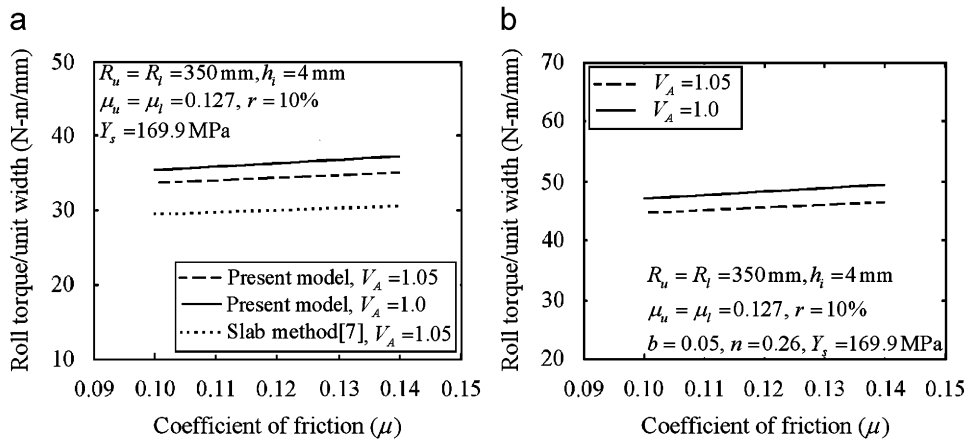 a
Roll torque/unit width (N-m/mm)
50
40
30
20
10
R_u = R_l =350 mm, h_i = 4 mm
μ_u = μ_l =0.127, r =10%
Y_s =169.9 MPa
Present model, V_A =1.05
Present model, V_A =1.0
Slab method[7], V_A =1.05
0.09 0.10 0.11 0.12 0.13 0.14 0.15
Coefficient of friction (μ)
b
Roll torque/unit width (N-m/mm)
70
60
50
40
30
20
V_A =1.05
V_A =1.0
R_u = R_l =350 mm, h_i = 4 mm
μ_u = μ_l =0.127, r =10%
b = 0.05, n =0.26, Y_s =169.9 MPa
0.09 0.10 0.11 0.12 0.13 0.14 0.15
Coefficient of friction (μ)